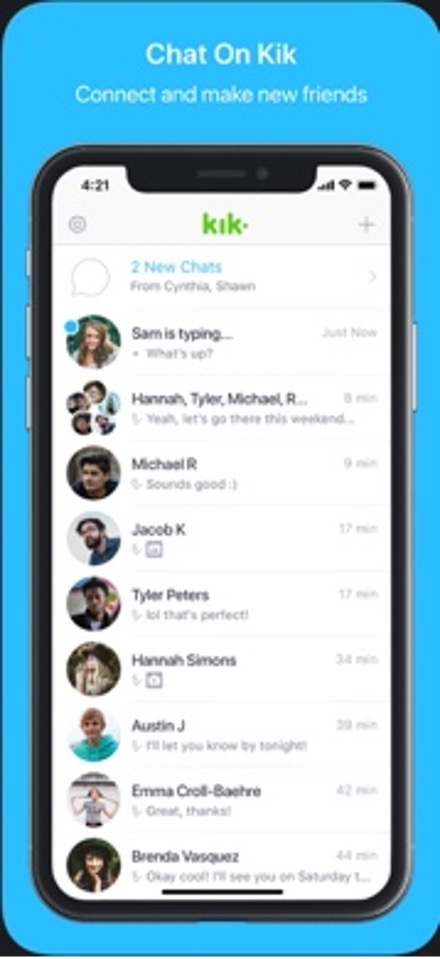 Chat On Kik
Connect and make new friends
4:21
kik·
2 New Chats
From Cynthia, Shawn
Sam is typing...
Just Now
What's up?
Hannah, Tyler, Michael, R...
8 min
Yeah, let's go there this weekend...
Michael R
9 min
Sounds good :)
Jacob K
17 min
Tyler Peters
17 min
lol that's perfect!
Hannah Simons
34 min
Austin J
39 min
I'll let you know by tonight!
Emma Croll-Baehre
42 min
Great, thanks!
Brenda Vasquez
44 min
Okay cool! I'll see you on Saturday t...